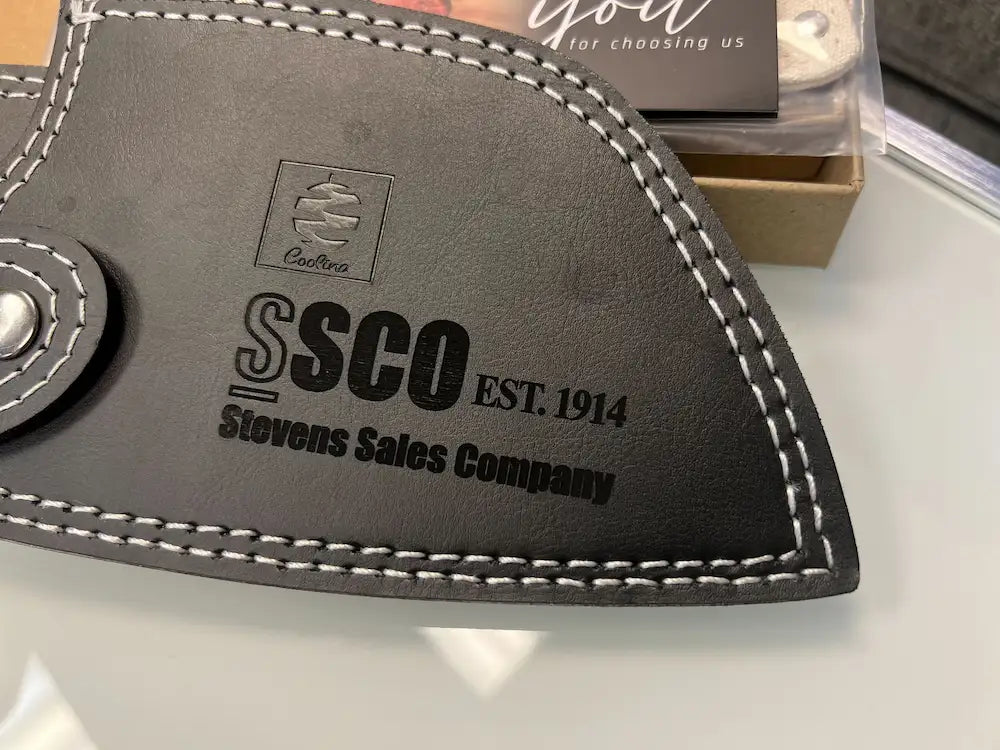 you
for choosing us
Coolina
SSCO EST. 1914
Stevens Sales Company